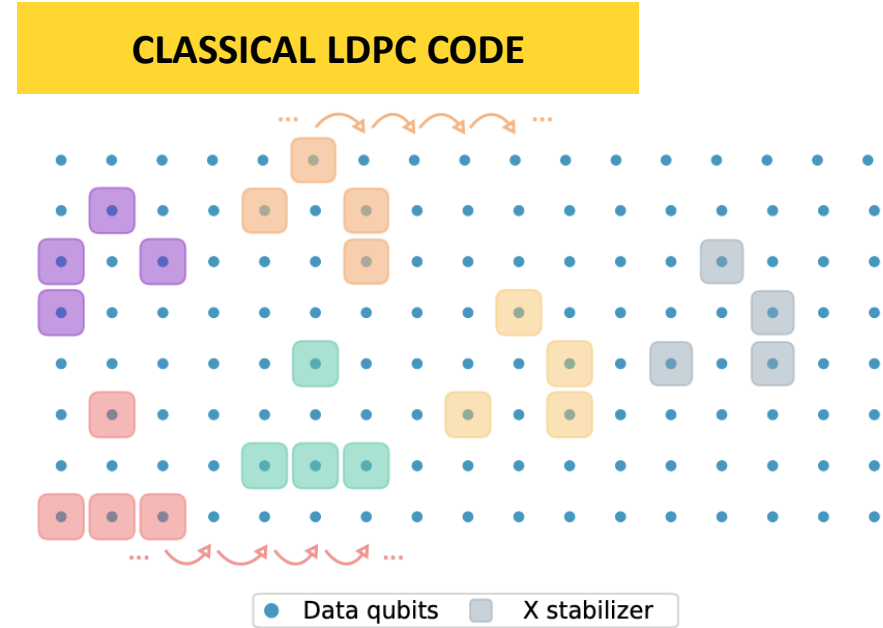 CLASSICAL LDPC CODE
... ...
... ...
Data qubits X stabilizer